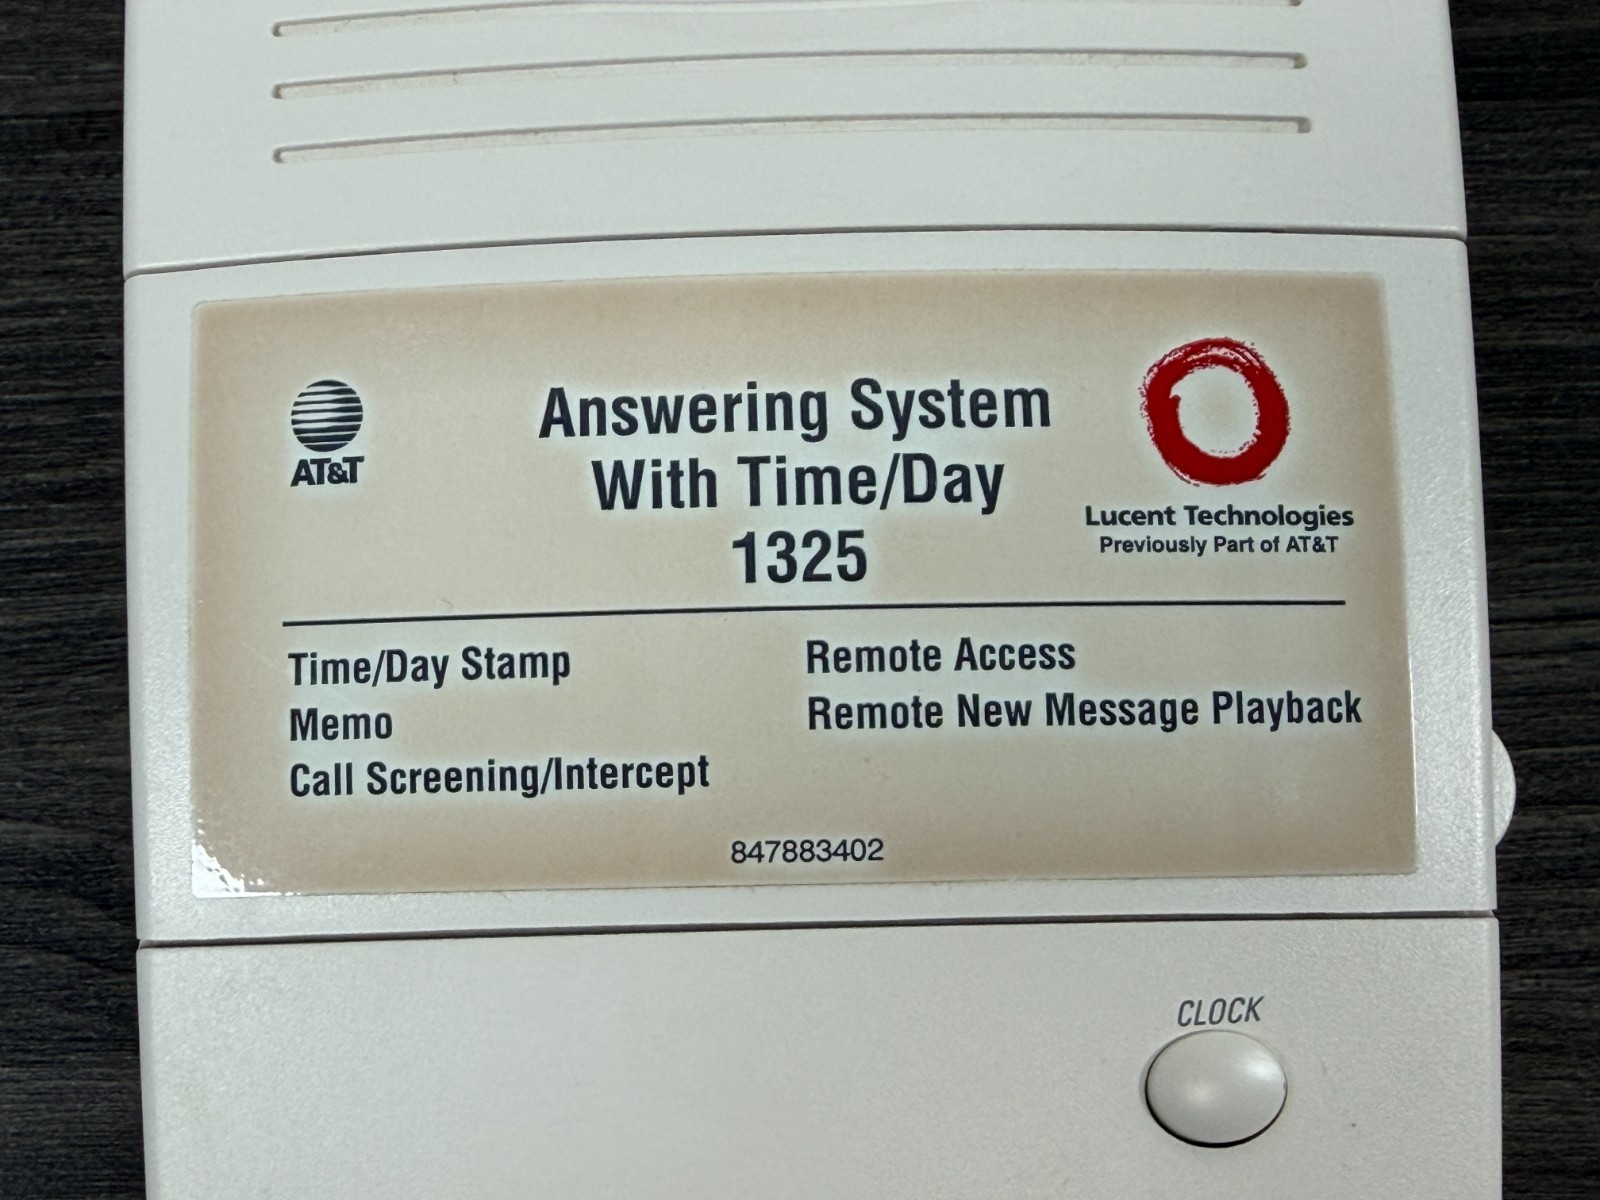 AT&T
Answering System
With Time/Day
1325
Lucent Technologies
Previously Part of AT&T
Time/Day Stamp
Memo
Call Screening/Intercept
Remote Access
Remote New Message Playback
847883402
CLOCK